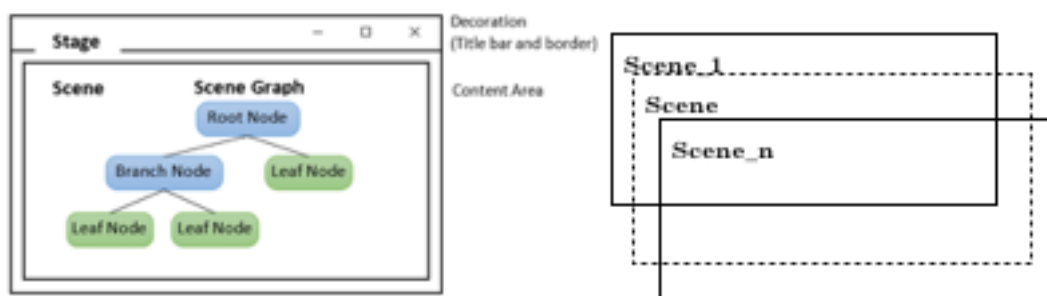 Decoration
(Title bar and border)
Stage
Scene
Scene Graph
Content Area
Root Node
Branch Node
Leaf Node
Leaf Node
Leaf Node
Scene_1
Scene
Scene_n